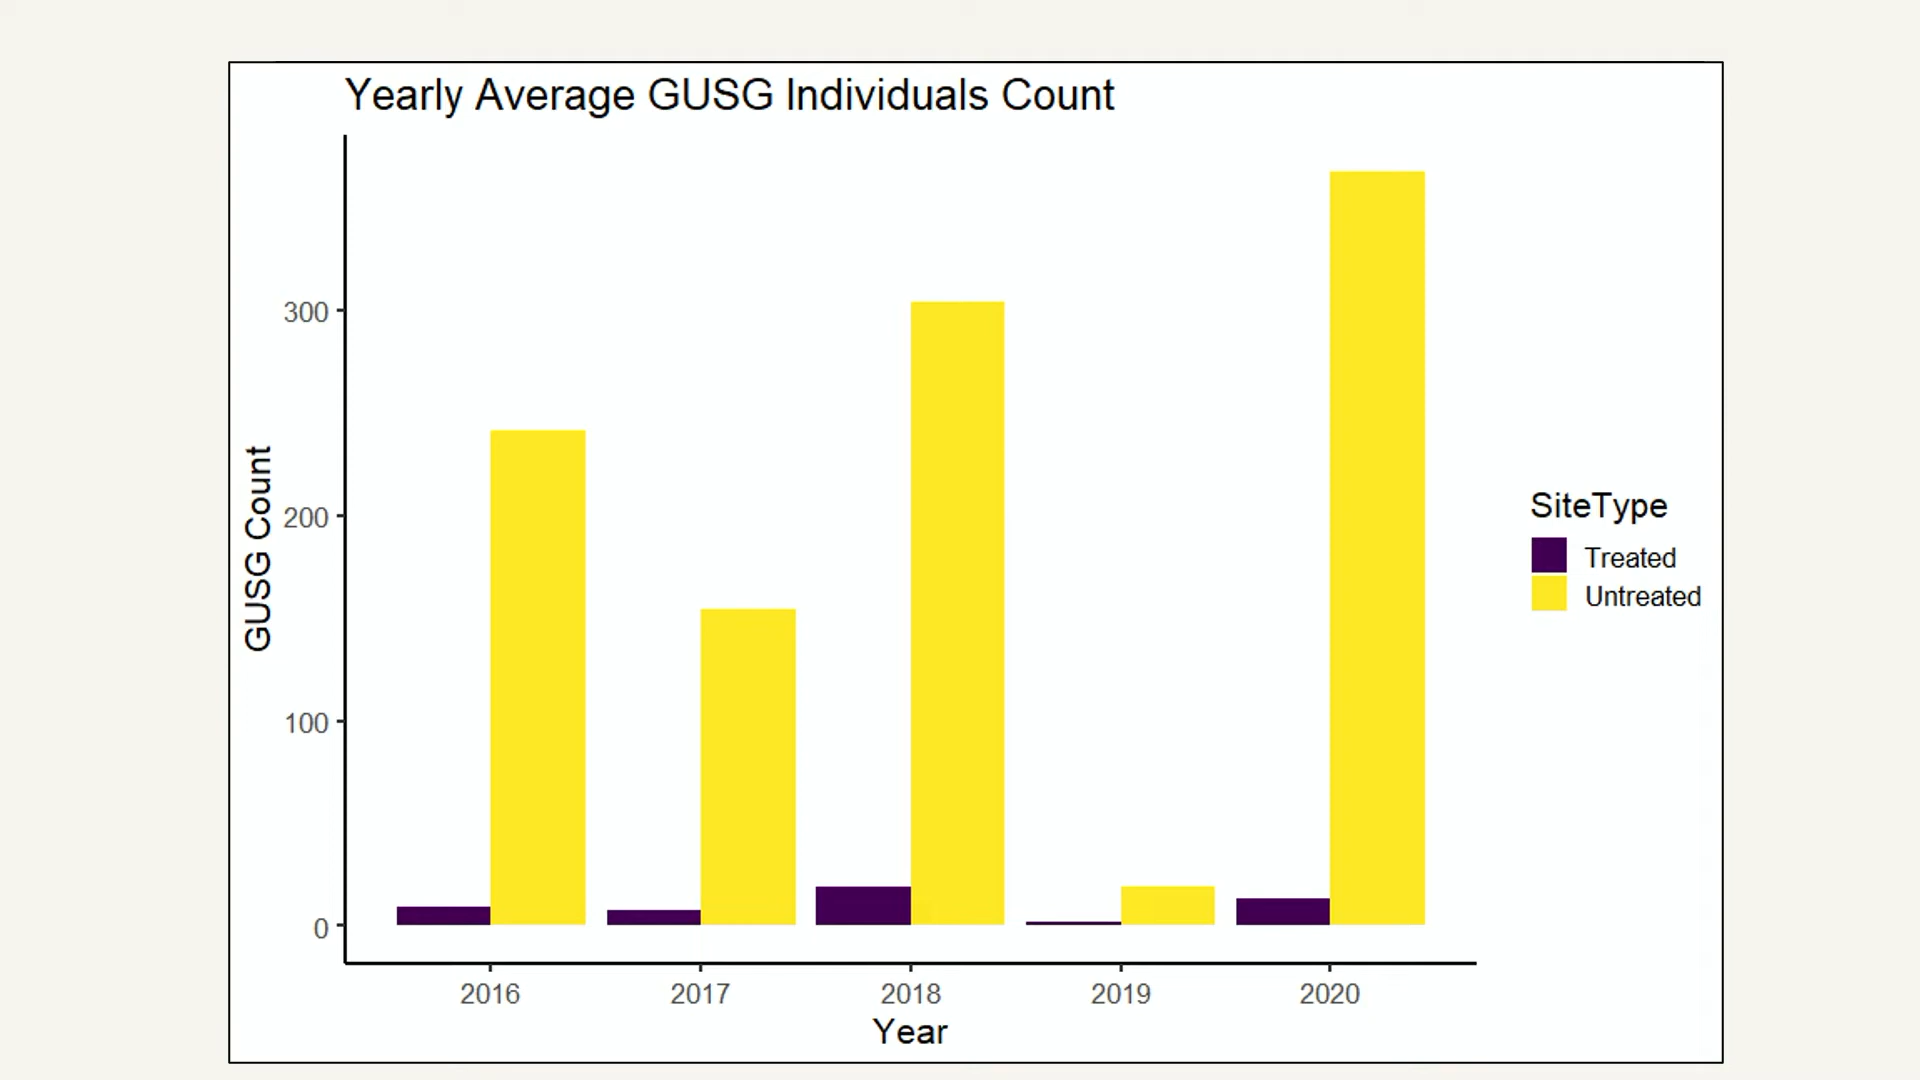 Yearly Average GUSG Individuals Count
GUSG Count
300
200
100
0
2016 2017 2018 2019 2020
Year
SiteType
Treated
Untreated